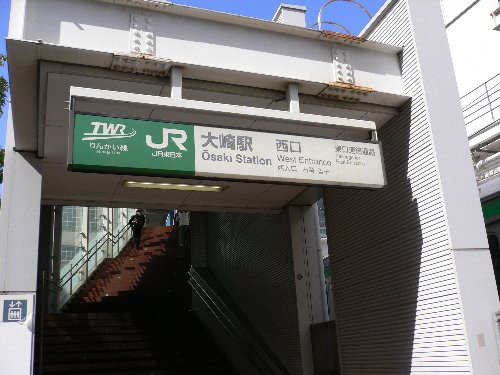 TWR
りんかい線
JR
JR東日本
大崎駅 西口
Ōsaki Station West Entrance